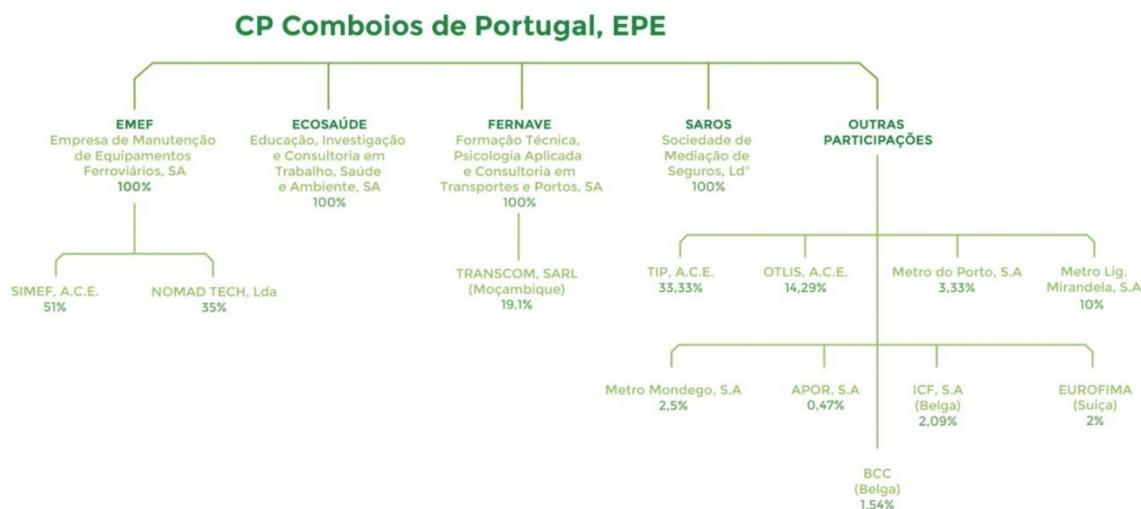 CP Comboios de Portugal, EPE
EMEF
Empresa de Manutenção
de Equipamentos
Ferroviários, SA
100%
ECOSAÚDE
Educação, Investigação
e Consultoria em
Trabalho, Saúde
e Ambiente, SA
100%
FERNAVE
Formação Técnica,
Psicologia Aplicada
e Consultoria em
Transportes e Portos, SA
100%
SAROS
Sociedade de
Mediação de
Seguros, Ldª
100%
OUTRAS
PARTICIPAÇÕES
SIMEF, A.C.E.
51%
NOMAD TECH, Lda
35%
TRANSCOM, SARL
(Moçambique)
19.1%
TIP, A.C.E.
33,33%
OTLIS, A.C.E.
14,29%
Metro do Porto, S.A
3,33%
Metro Lig.
Mirandela, S.A
10%
Metro Mondego, S.A
2,5%
APOR, S.A
0,47%
ICF, S.A
(Belga)
2,09%
EUROFIMA
(Suiça)
2%
BCC
(Belga)
1,54%